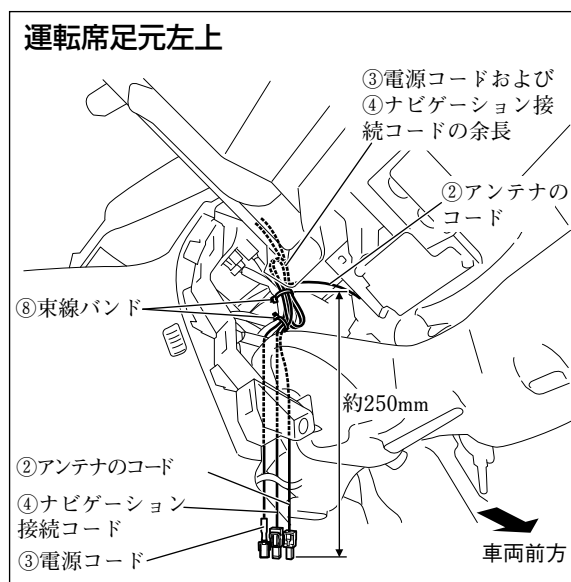 運転席足元左上
③電源コードおよび
④ナビゲーション接
続コードの余長
②アンテナの
コード
⑧束線バンド
約250mm
②アンテナのコード
④ナビゲーション
接続コード
③電源コード
車両前方